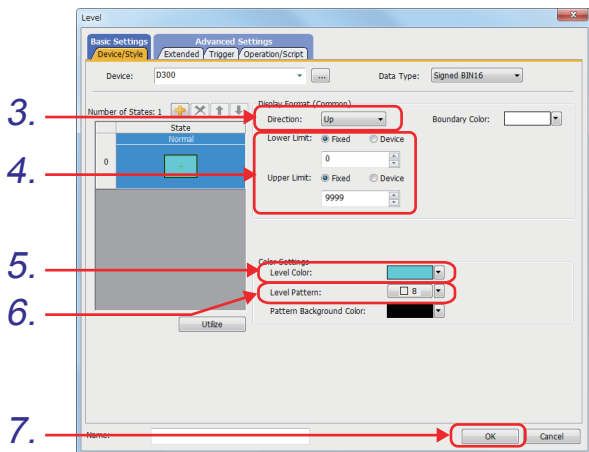 Level
Basic Settings
Advanced Settings
Device/Style
Extended
Trigger
Operation/Script
Device:
D300
...
Data Type:
Signed BIN16
Number of States: 1
State
Normal
0
Display Format (Common)
3.
Direction:
Up
Boundary Color:
4.
Lower Limit:
Fixed
Device
0
Upper Limit:
Fixed
Device
9999
Color Settings
5.
Level Color:
6.
Level Pattern:
8
Pattern Background Color:
Utilize
7.
Name:
OK
Cancel